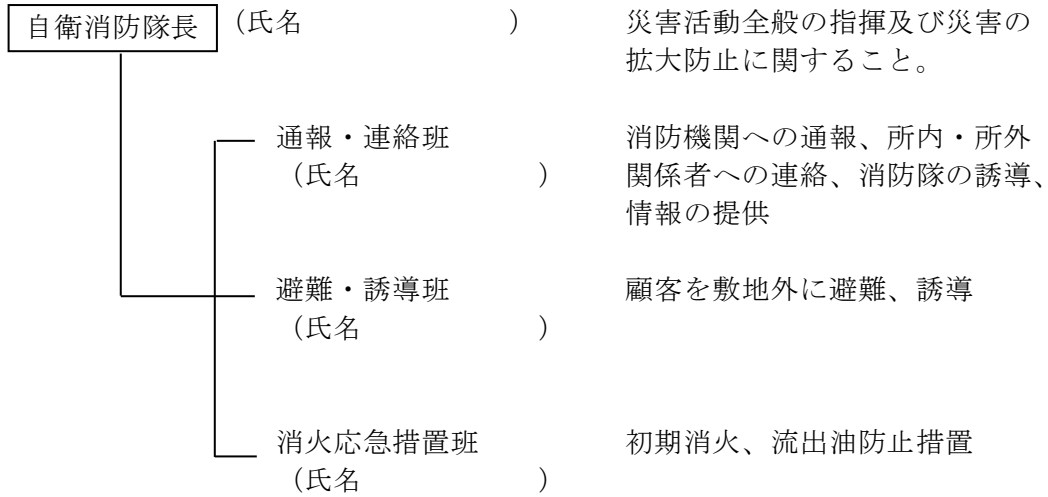 自衛消防隊長 (氏名　　　　　　　) 災害活動全般の指揮及び災害の
拡大防止に関すること。
通報・連絡班 消防機関への通報、所内・所外
(氏名　　　　　　) 関係者への連絡、消防隊の誘導、
情報の提供
避難・誘導班 顧客を敷地外に避難、誘導
(氏名　　　　　　)
消火応急措置班 初期消火、流出油防止措置
(氏名　　　　　　)